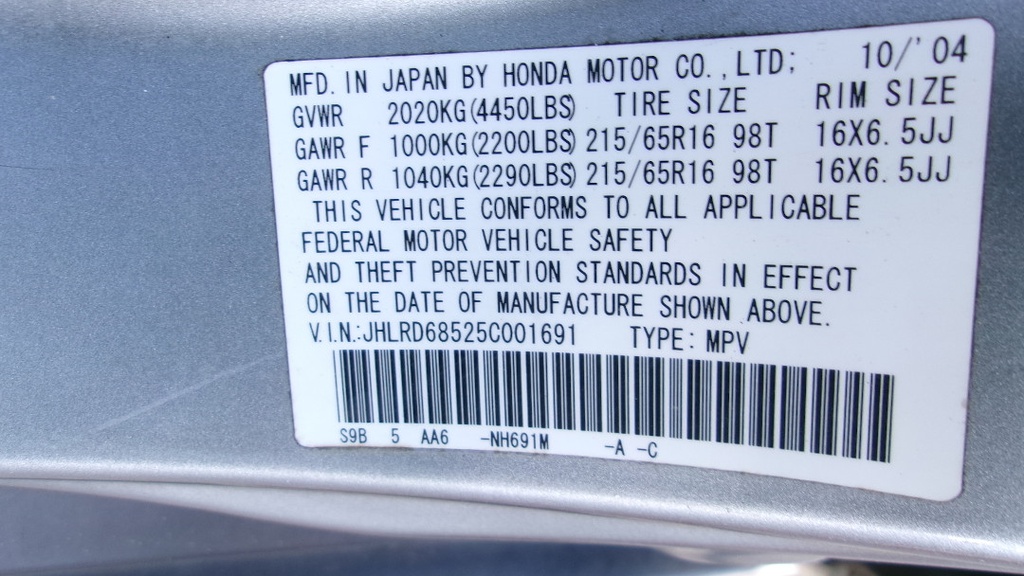 MFD. IN JAPAN BY HONDA MOTOR CO., LTD; 10/'04
GVWR 2020KG(4450LBS) TIRE SIZE RIM SIZE
GAWR F 1000KG(2200LBS) 215/65R16 98T 16X6.5JJ
GAWR R 1040KG(2290LBS) 215/65R16 98T 16X6.5JJ
THIS VEHICLE CONFORMS TO ALL APPLICABLE
FEDERAL MOTOR VEHICLE SAFETY
AND THEFT PREVENTION STANDARDS IN EFFECT
ON THE DATE OF MANUFACTURE SHOWN ABOVE.
V.I.N.:JHLRD68525C001691 TYPE: MPV
S9B 5 AA6 -NH691M -A -C